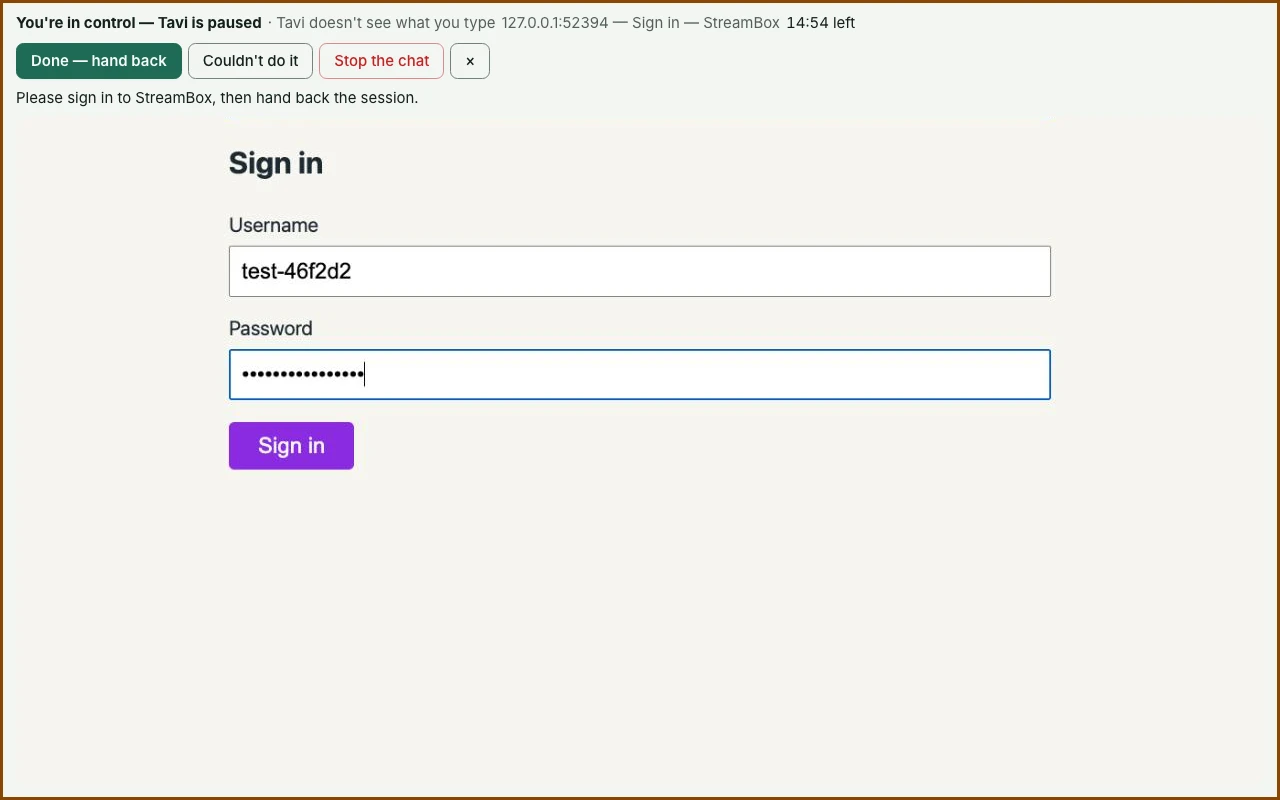 You're in control — Tavi is paused · Tavi doesn't see what you type 127.0.0.1:52394 — Sign in — StreamBox 14:54 left
Done — hand back Couldn't do it Stop the chat ×
Please sign in to StreamBox, then hand back the session.
Sign in
Username
test-46f2d2
Password
••••••••••••••••
Sign in